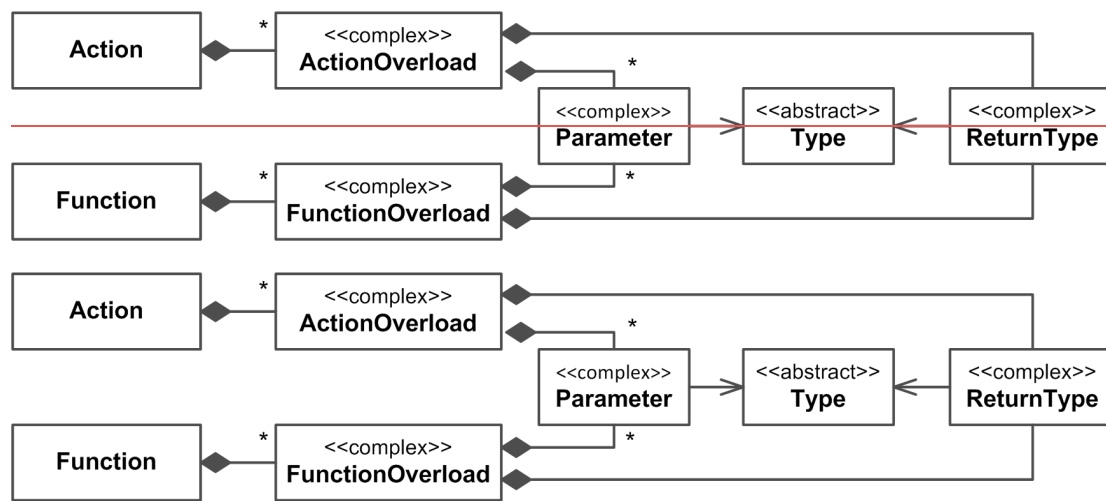 Action
*
<<complex>>
ActionOverload
*
<<complex>>
Parameter
<<abstract>>
Type
<<complex>>
ReturnType
Function
*
<<complex>>
FunctionOverload
*
Action
*
<<complex>>
ActionOverload
*
<<complex>>
Parameter
<<abstract>>
Type
<<complex>>
ReturnType
Function
*
<<complex>>
FunctionOverload
*